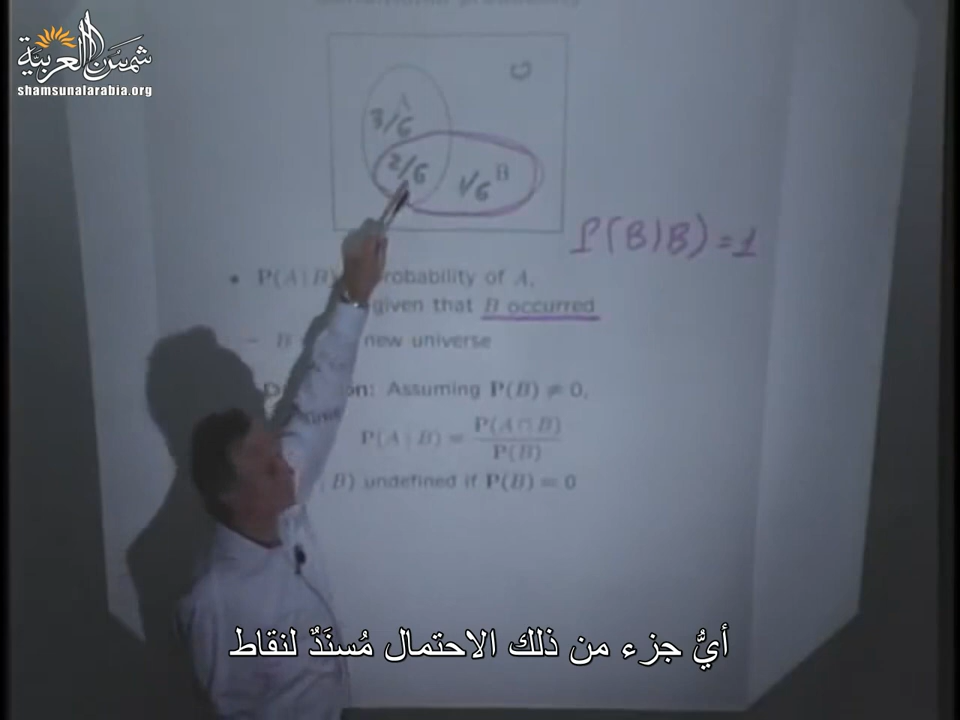 شمسُ العربية
shamsunalarabia.org
A
3/6
2/6
1/6 B
P(B|B) = 1
• P(A | B) probability of A,
given that B occurred
– B new universe
Assuming P(B) ≠ 0,
P(A | B) = P(A ∩ B) / P(B)
B) undefined if P(B) = 0
أيُّ جزء من ذلك الاحتمال مُسنَدٌ لنقاط